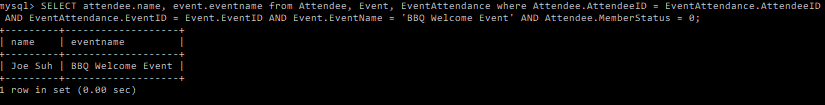 mysql> SELECT attendee.name, event.eventname from Attendee, Event, EventAttendance where Attendee.AttendeeID = EventAttendance.AttendeeID
AND EventAttendance.EventID = Event.EventID AND Event.EventName = 'BBQ Welcome Event' AND Attendee.MemberStatus = 0;
+---------+-------------------+
| name    | eventname         |
+---------+-------------------+
| Joe Suh | BBQ Welcome Event |
+---------+-------------------+
1 row in set (0.00 sec)